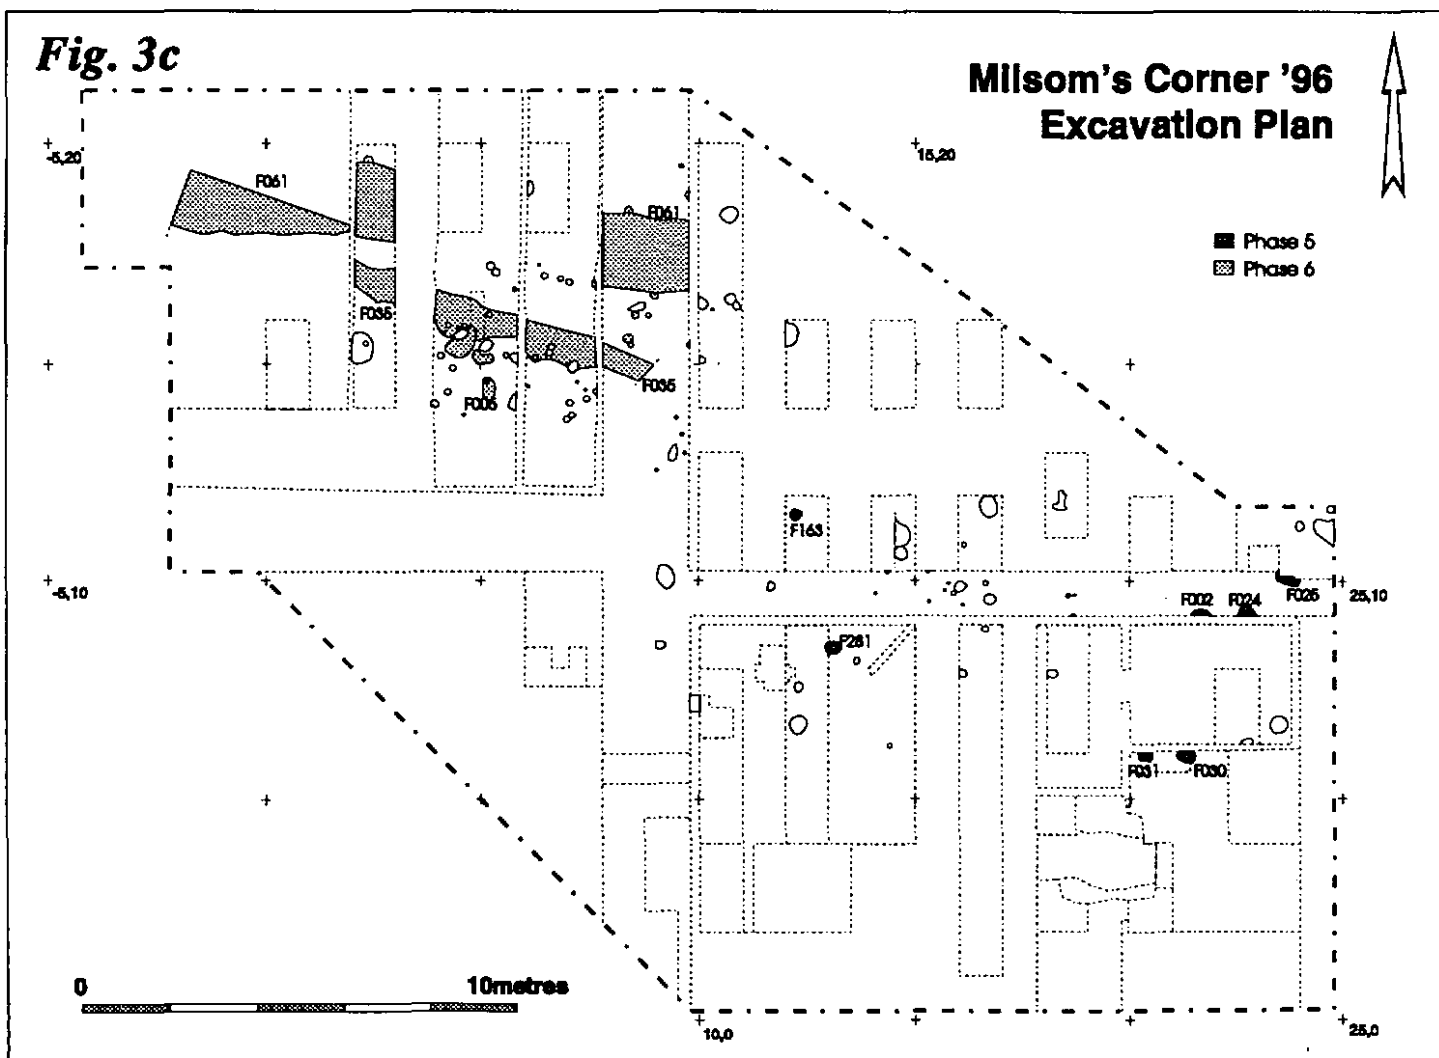 Fig. 3c
Milsom's Corner '96
Excavation Plan
-5,20
15,20
F061
F061
Phase 5
Phase 6
F035
F035
F005
F163
-5,10
F002
F024
F025
25,10
F281
F031
F030
0
10metres
10,0
25,0